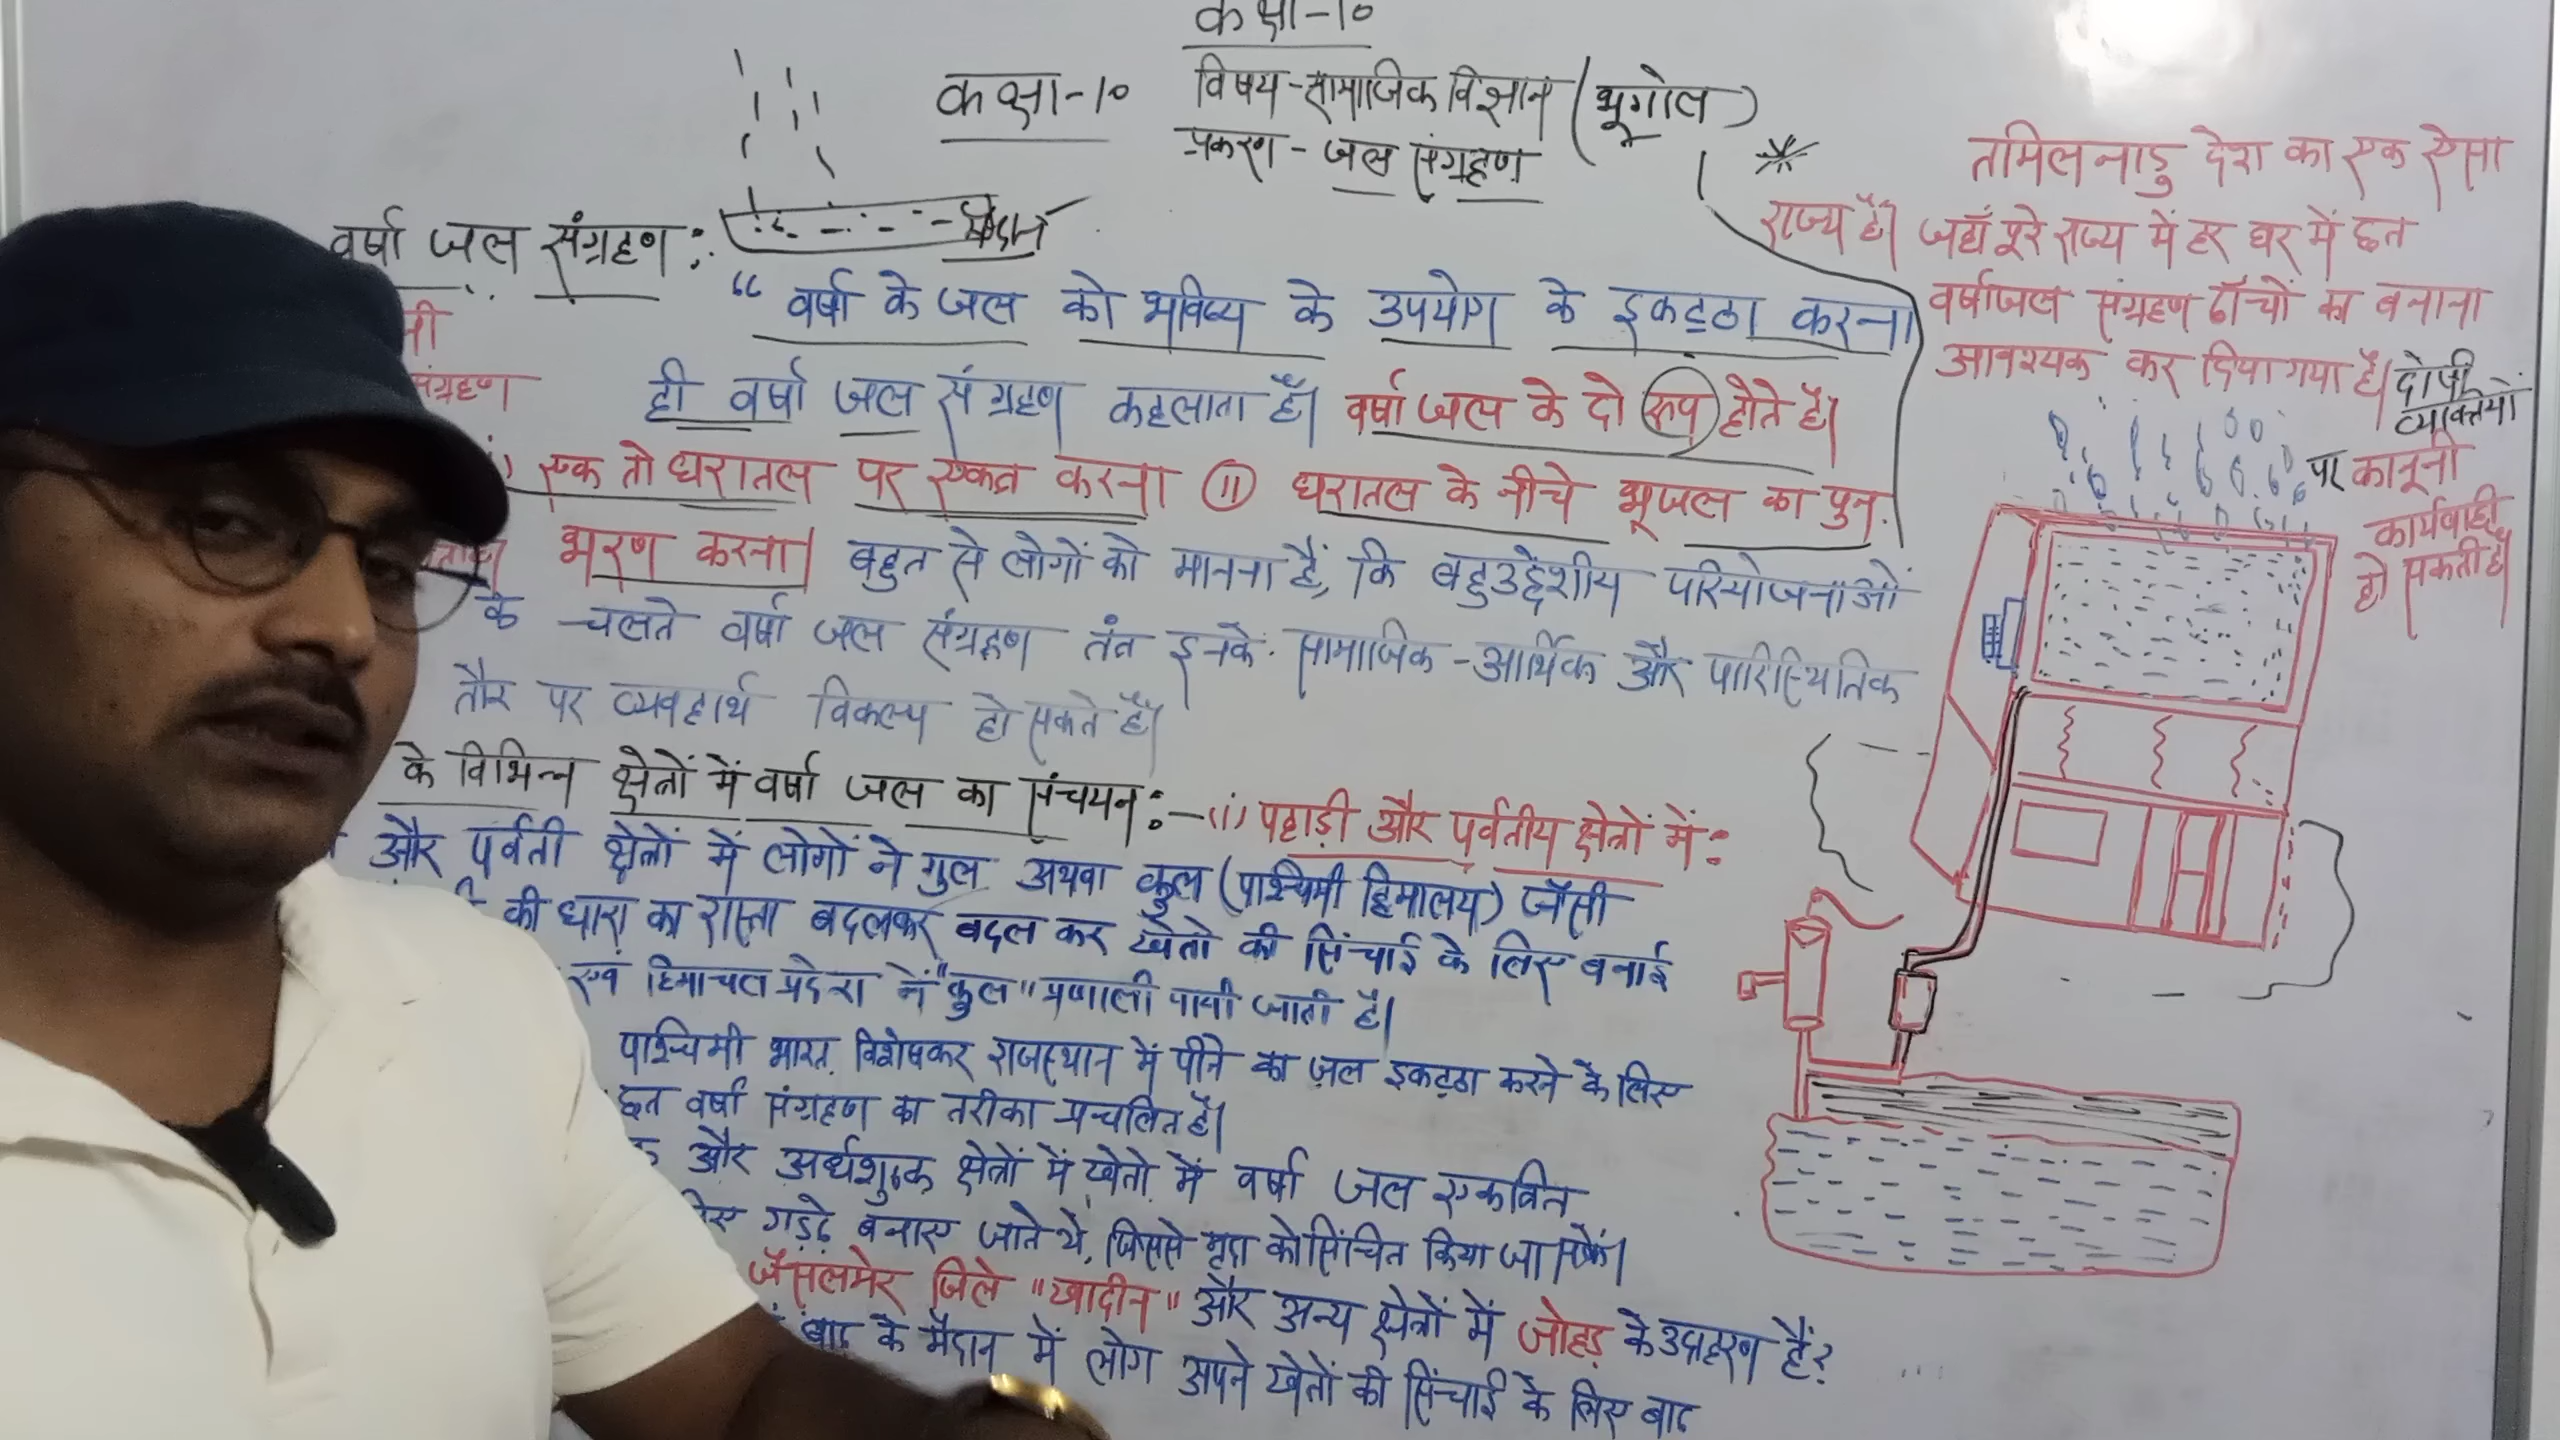 कक्षा-10
कक्षा-10
विषय-सामाजिक विज्ञान (भूगोल)
प्रकरण - जल संग्रहण
वर्षा जल संग्रहण :
मैदान
"वर्षा के जल को भविष्य के उपयोग के इकट्ठा करना
संग्रहण
ही वर्षा जल संग्रहण कहलाता है। वर्षा जल के दो रूप होते है।
एक तो धरातल पर एकत्र करना (II) धरातल के नीचे भूजल का पुन.
भरण करना। बहुत से लोगों को मानना हैं, कि बहुउद्देशीय परियोजनाओं
के चलते वर्षा जल संग्रहण तंत्र इनके सामाजिक-आर्थिक और पारिस्थितिक
तौर पर व्यवहार्य विकल्प हो सकते हैं।
के विभिन्न क्षेत्रों में वर्षा जल का संचयन:-(i) पहाड़ी और पर्वतीय क्षेत्रों में:
और पर्वती क्षेत्रों में लोगों ने गुल अथवा कुल (पाश्चिमी हिमालय) जैसी
की धारा का रास्ता बदलकर बदल कर खेतो की सिंचाई के लिए बनाई
एवं हिमाचल प्रदेश में "कुल" प्रणाली पायी जाती है।
पाश्चिमी भारत, विशेषकर राजस्थान में पीने का जल इकट्ठा करने के लिए
छत वर्षा संग्रहण का तरीका प्रचलित है।
और अर्धशुष्क क्षेत्रों में खेतो में वर्षा जल एकत्रित
गड्ढे बनाए जाते थे, जिससे मृदा को सिंचित किया जा सके।
जैसलमेर जिले "खादीन" और अन्य क्षेत्रों में जोहड़ के उदाहरण हैं?
बाढ के मैदान में लोग अपने खेतों की सिंचाई के लिए बाढ
* तमिलनाडु देश का एक ऐसा
राज्य है। जहाँ पूरे राज्य में हर घर में छत
वर्षाजल संग्रहण ढाँचों का बनाना
आवश्यक कर दिया गया है। दोषी
व्यक्तियों
पर कानूनी
कार्यवाही
हो सकती है।